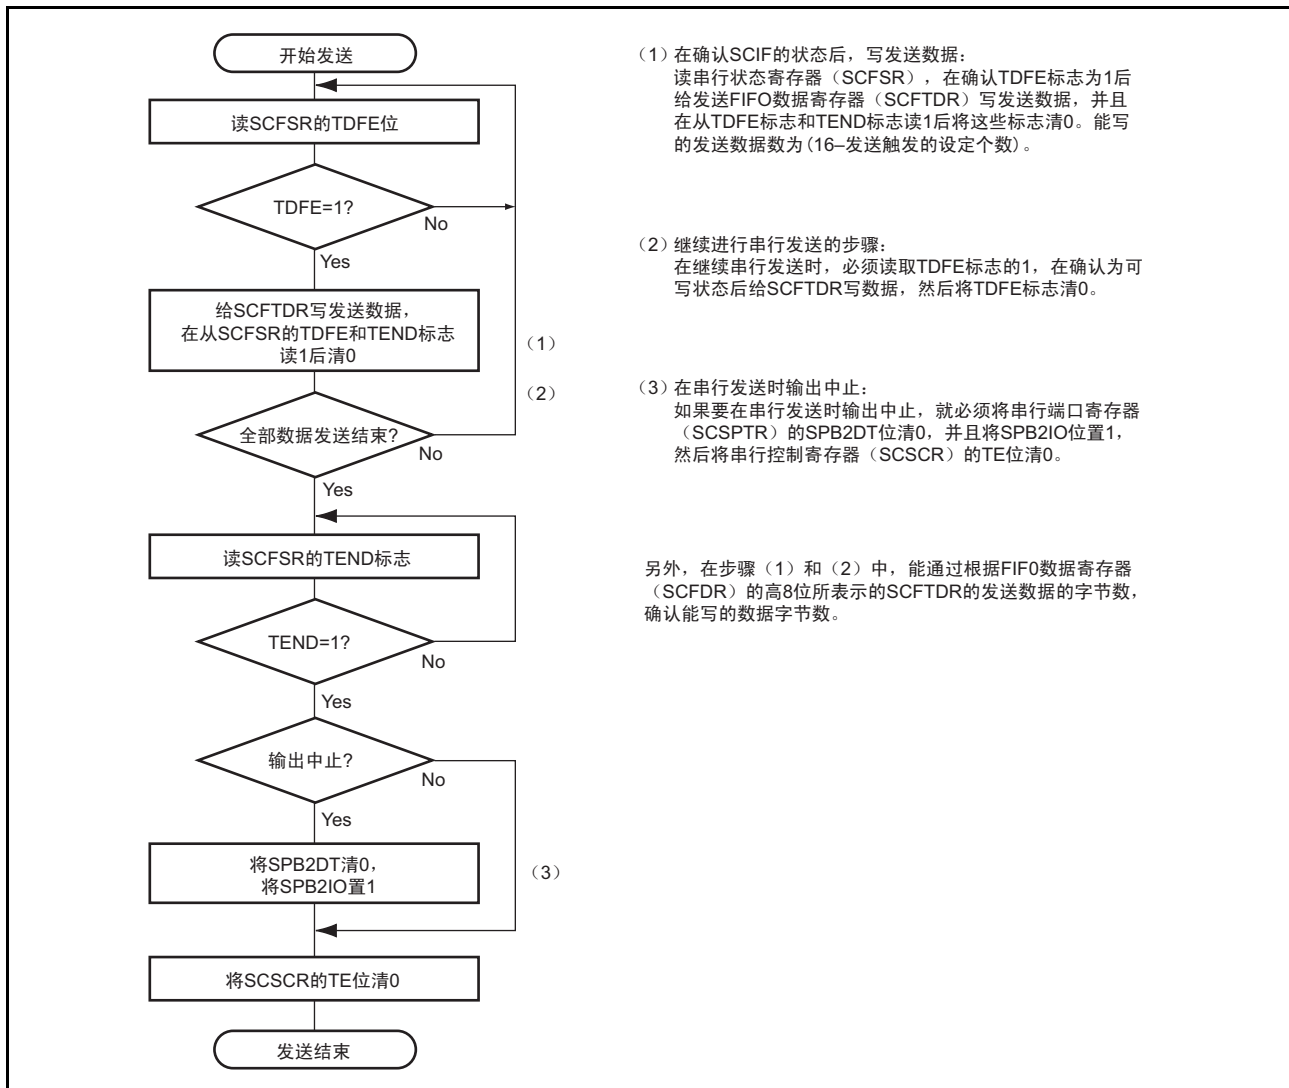 开始发送
读SCFSR的TDFE位
TDFE=1?
No
Yes
给SCFTDR写发送数据，
在从SCFSR的TDFE和TEND标志
读1后清0
（1）
（2）
全部数据发送结束?
No
Yes
读SCFSR的TEND标志
TEND=1?
No
Yes
输出中止?
No
Yes
将SPB2DT清0，
将SPB2IO置1
（3）
将SCSCR的TE位清0
发送结束
（1）在确认SCIF的状态后，写发送数据：
读串行状态寄存器（SCFSR），在确认TDFE标志为1后
给发送FIFO数据寄存器（SCFTDR）写发送数据，并且
在从TDFE标志和TEND标志读1后将这些标志清0。能写
的发送数据数为(16–发送触发的设定个数)。
（2）继续进行串行发送的步骤：
在继续串行发送时，必须读取TDFE标志的1，在确认为可
写状态后给SCFTDR写数据，然后将TDFE标志清0。
（3）在串行发送时输出中止：
如果要在串行发送时输出中止，就必须将串行端口寄存器
（SCSPTR）的SPB2DT位清0，并且将SPB2IO位置1，
然后将串行控制寄存器（SCSCR）的TE位清0。
另外，在步骤（1）和（2）中，能通过根据FIF0数据寄存器
（SCFDR）的高8位所表示的SCFTDR的发送数据的字节数，
确认能写的数据字节数。